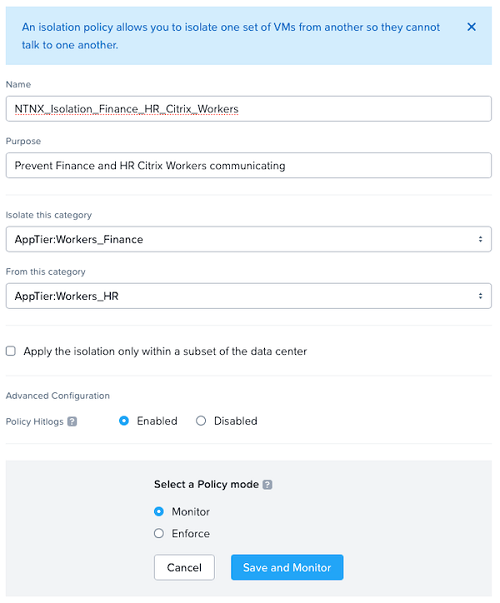 An isolation policy allows you to isolate one set of VMs from another so they cannot
talk to one another.
Name
NTNX_Isolation_Finance_HR_Citrix_Workers
Purpose
Prevent Finance and HR Citrix Workers communicating
Isolate this category
AppTier:Workers_Finance
From this category
AppTier:Workers_HR
Apply the isolation only within a subset of the data center
Advanced Configuration
Policy Hitlogs ? Enabled Disabled
Select a Policy mode ?
Monitor
Enforce
Cancel Save and Monitor